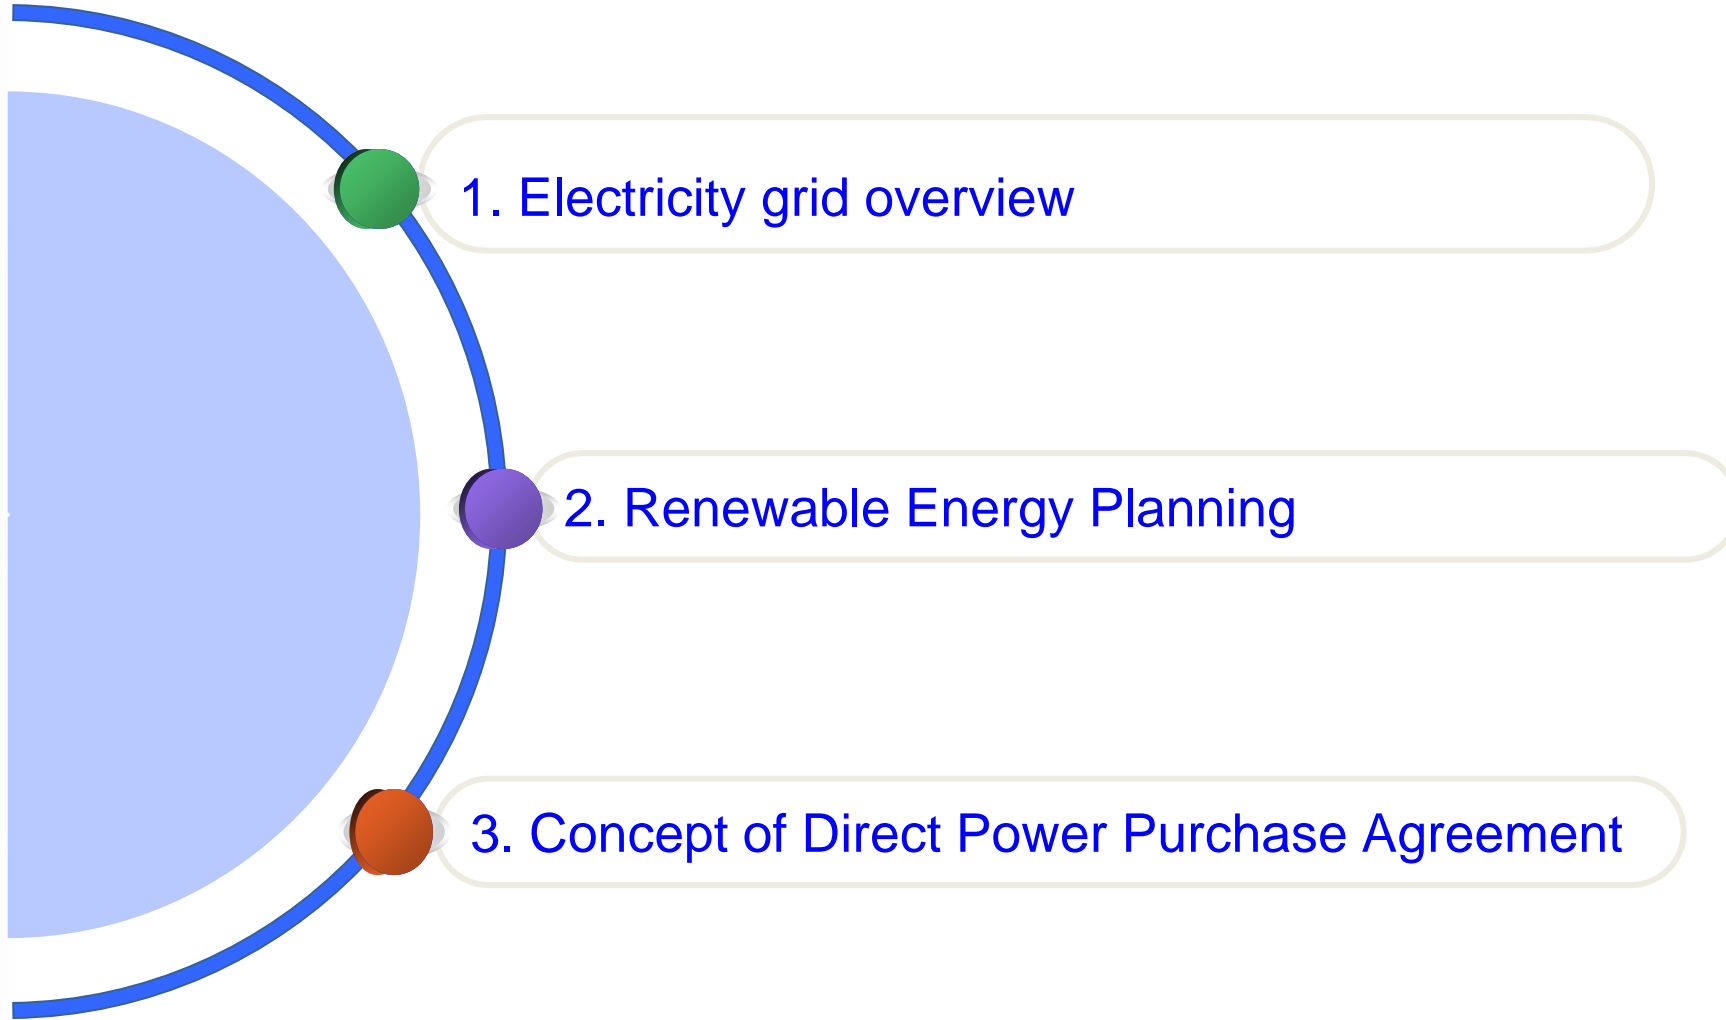 1. Electricity grid overview
2. Renewable Energy Planning
3. Concept of Direct Power Purchase Agreement